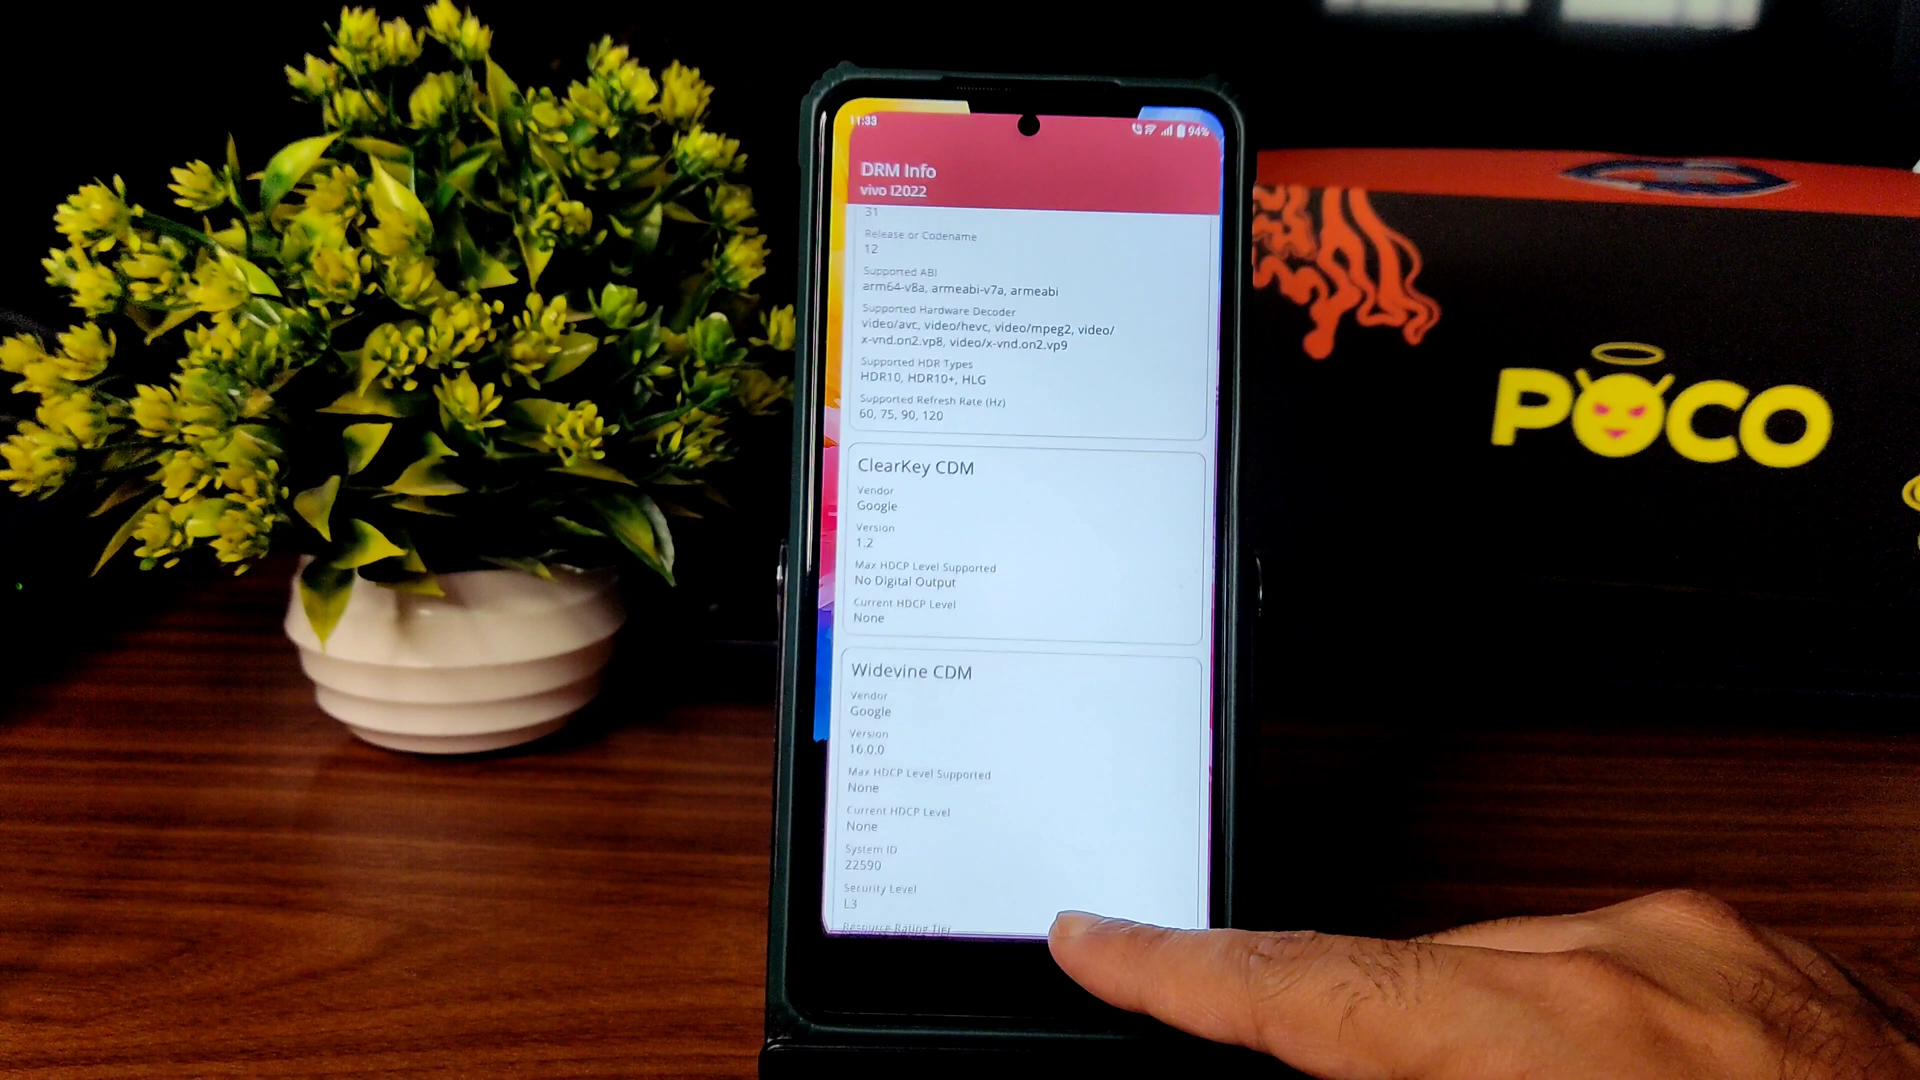 11:33
94%
DRM Info
vivo I2022
31
Release or Codename
12
Supported ABI
arm64-v8a, armeabi-v7a, armeabi
Supported Hardware Decoder
video/avc, video/hevc, video/mpeg2, video/
x-vnd.on2.vp8, video/x-vnd.on2.vp9
Supported HDR Types
HDR10, HDR10+, HLG
Supported Refresh Rate (Hz)
60, 75, 90, 120
ClearKey CDM
Vendor
Google
Version
1.2
Max HDCP Level Supported
No Digital Output
Current HDCP Level
None
Widevine CDM
Vendor
Google
Version
16.0.0
Max HDCP Level Supported
None
Current HDCP Level
None
System ID
22590
Security Level
L3
Resource Rating Tier
POCO